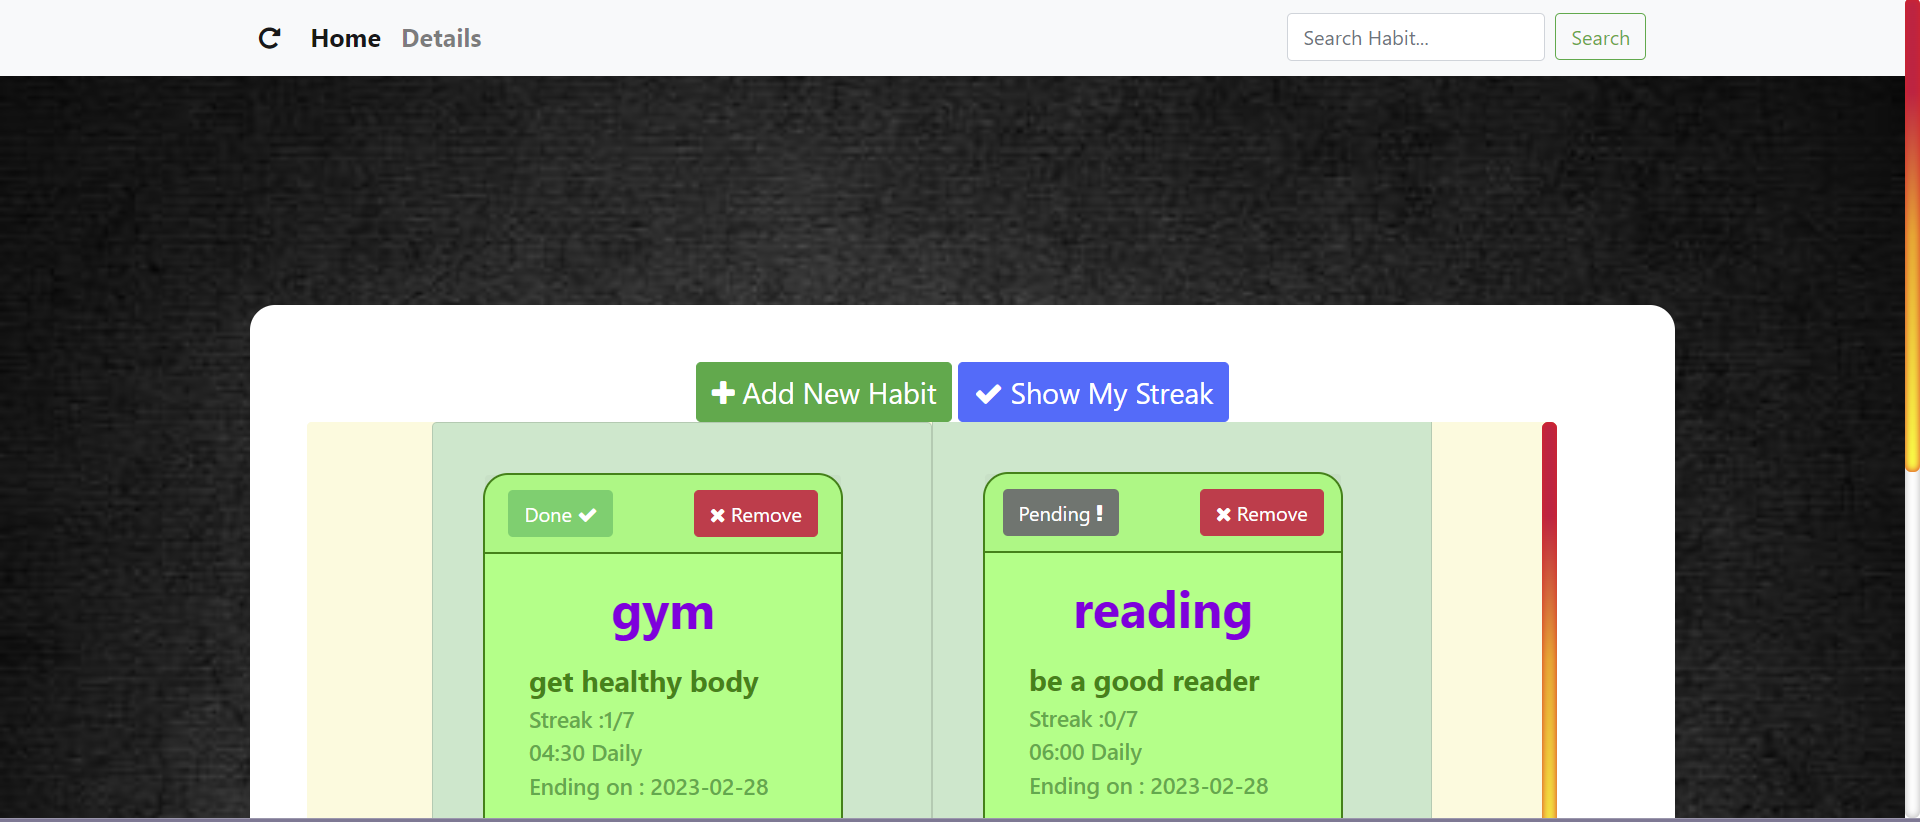 Home Details Search Habit... Search
Add New Habit Show My Streak
Done Remove
gym
get healthy body
Streak :1/7
04:30 Daily
Ending on : 2023-02-28
Pending ! Remove
reading
be a good reader
Streak :0/7
06:00 Daily
Ending on : 2023-02-28